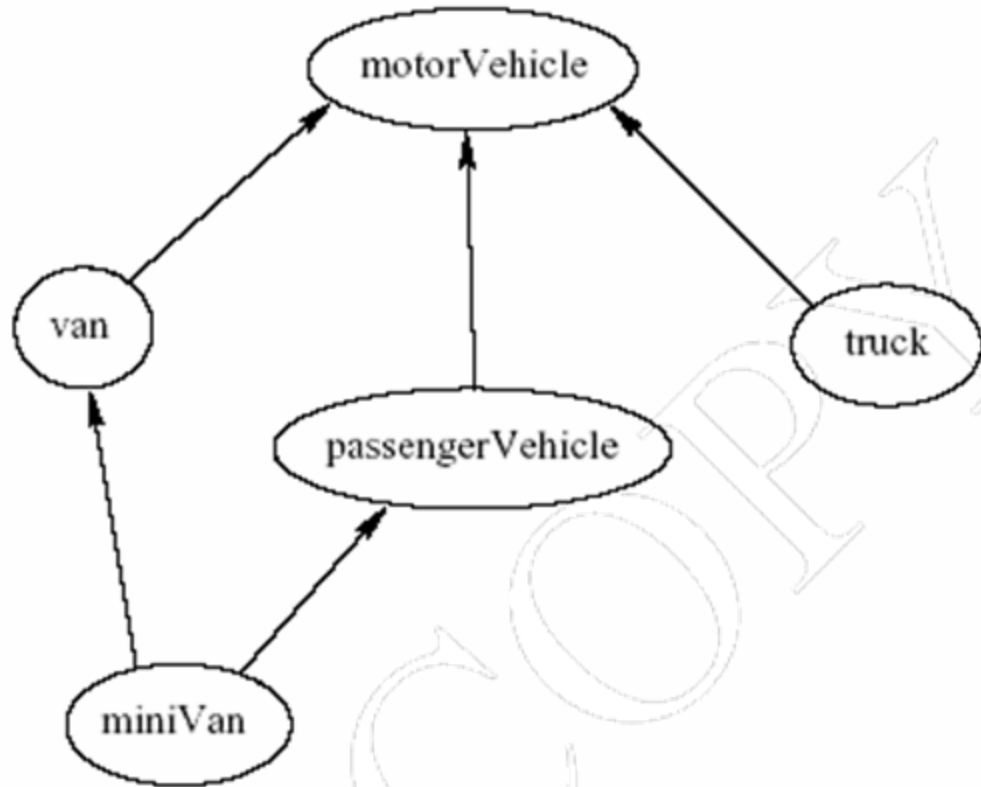 motorVehicle
van
truck
passengerVehicle
miniVan
COPY